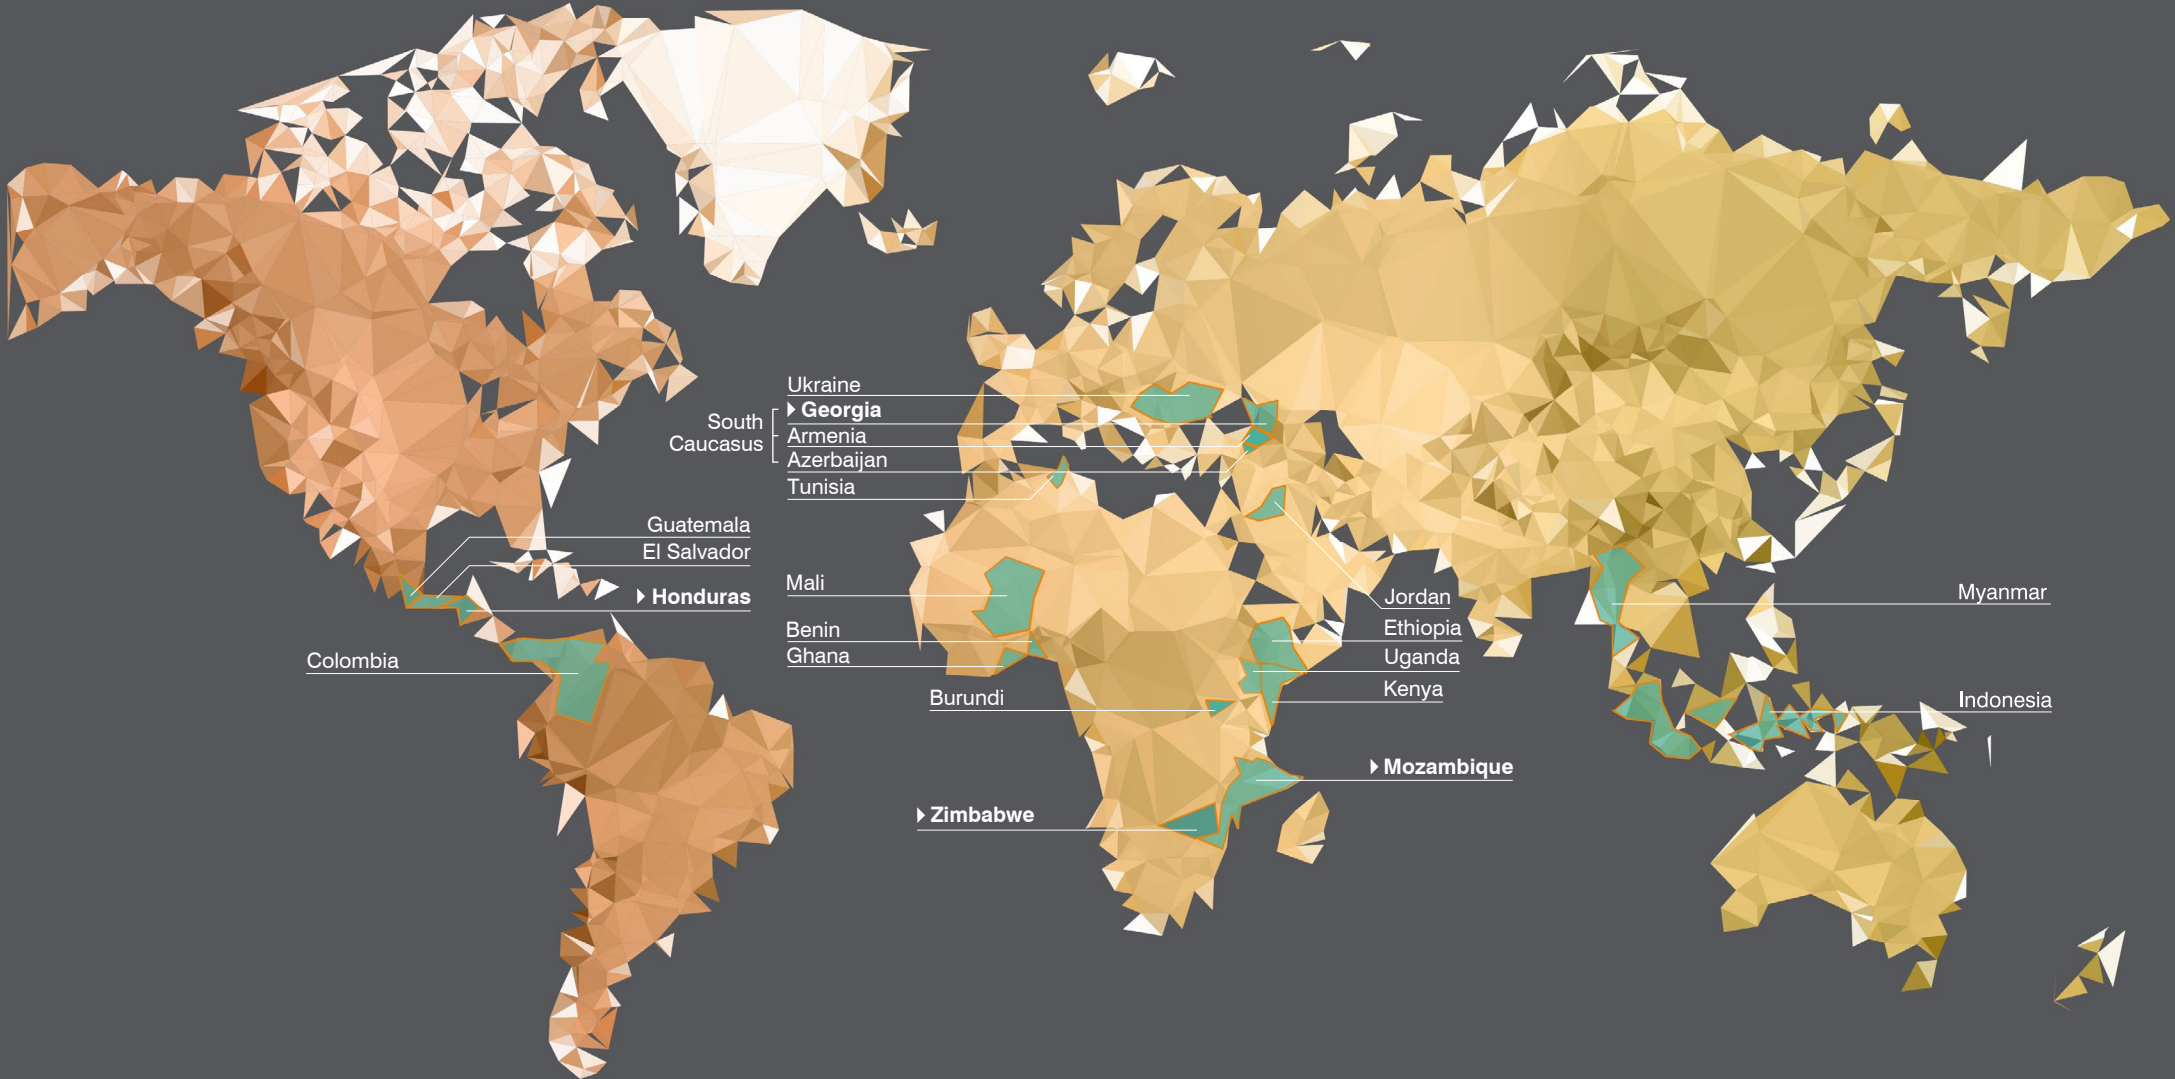 Ukraine
Georgia
South
Caucasus
Armenia
Azerbaijan
Tunisia
Guatemala
El Salvador
Honduras
Colombia
Mali
Benin
Ghana
Burundi
Zimbabwe
Jordan
Ethiopia
Uganda
Kenya
Mozambique
Myanmar
Indonesia